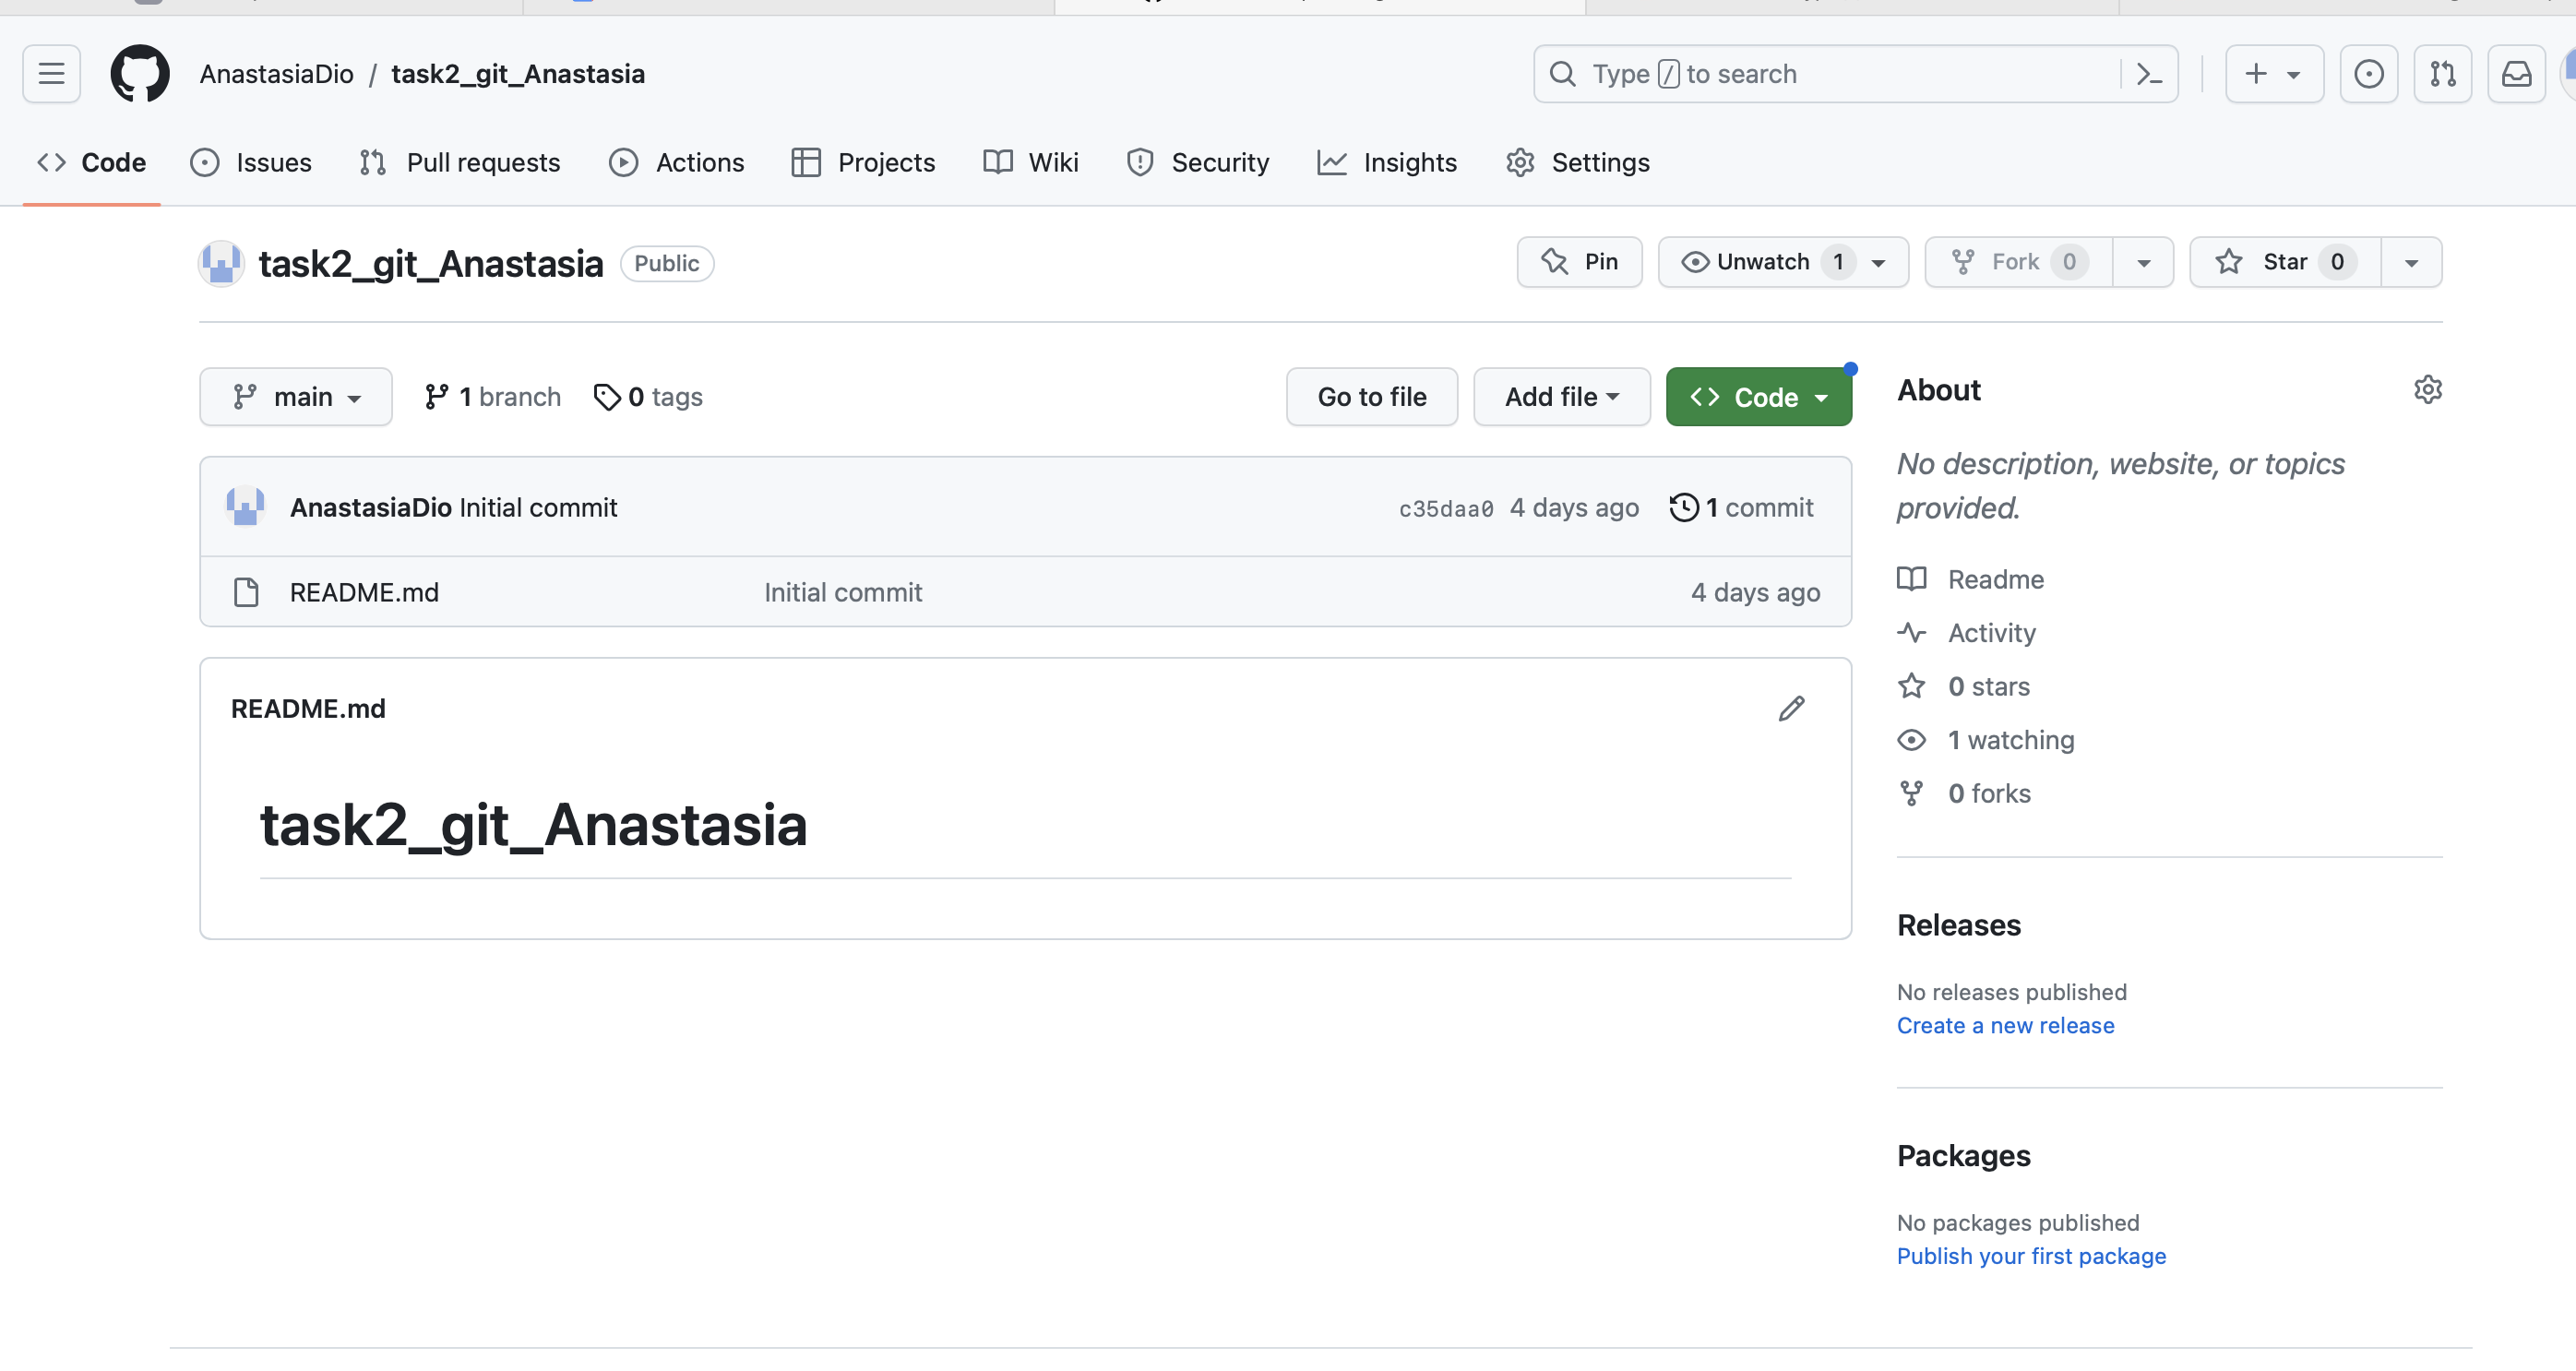 AnastasiaDio / task2_git_Anastasia
Type / to search
Code Issues Pull requests Actions Projects Wiki Security Insights Settings
task2_git_Anastasia Public
Pin Unwatch 1 Fork 0 Star 0
main 1 branch 0 tags Go to file Add file Code
AnastasiaDio Initial commit c35daa0 4 days ago 1 commit
README.md Initial commit 4 days ago
README.md
task2_git_Anastasia
About
No description, website, or topics
provided.
Readme
Activity
0 stars
1 watching
0 forks
Releases
No releases published
Create a new release
Packages
No packages published
Publish your first package